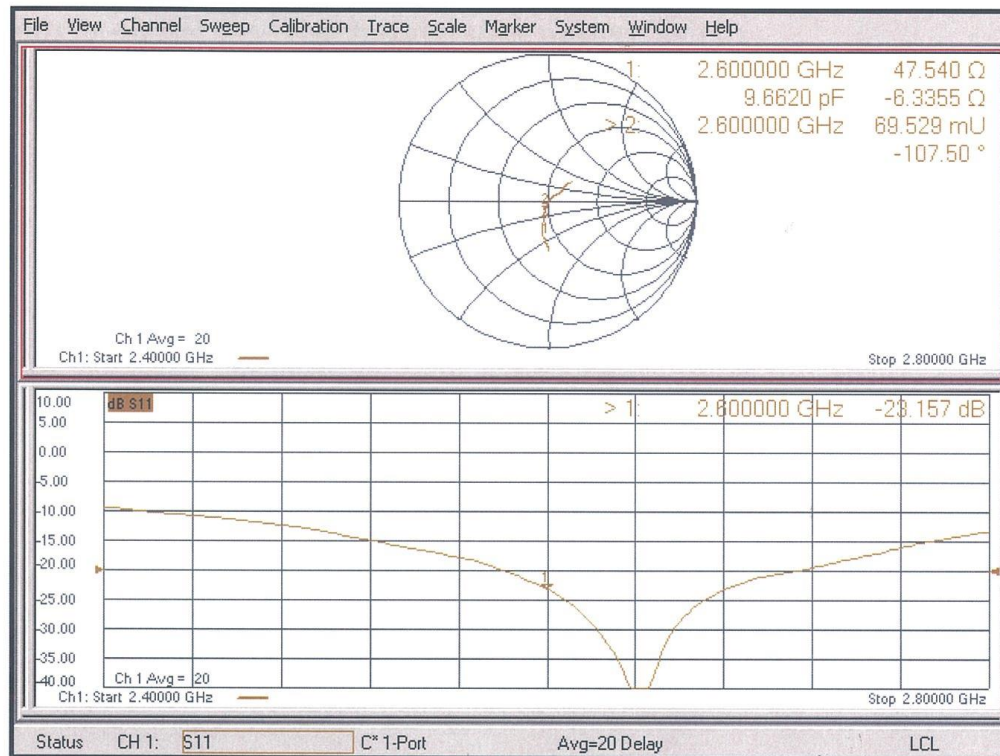 File View Channel Sweep Calibration Trace Scale Marker System Window Help
1: 2.600000 GHz 47.540 Ω
9.6620 pF -6.3355 Ω
> 2: 2.600000 GHz 69.529 mU
-107.50 °
Ch 1 Avg = 20
Ch1: Start 2.40000 GHz Stop 2.80000 GHz
10.00 dB S11 > 1: 2.600000 GHz -23.157 dB
5.00
0.00
-5.00
-10.00
-15.00
-20.00
1
-25.00
-30.00
-35.00
-40.00
Ch 1 Avg = 20
Ch1: Start 2.40000 GHz Stop 2.80000 GHz
Status CH 1: S11 C* 1-Port Avg=20 Delay LCL